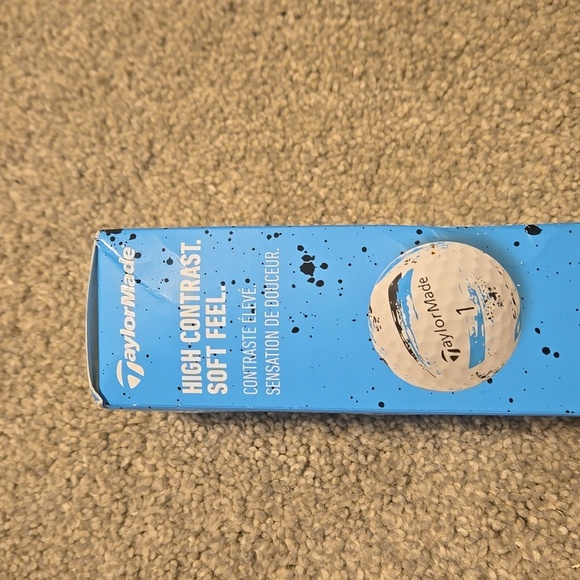 TaylorMade
HIGH CONTRAST.
SOFT FEEL.
CONTRASTE ÉLEVÉ.
SENSATION DE DOUCEUR.
TaylorMade
1